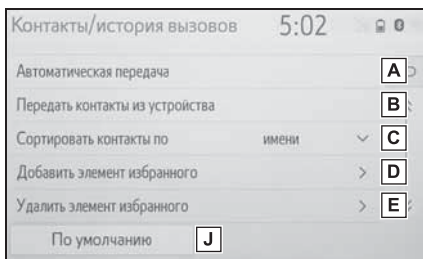 Контакты/история вызовов 5:02
Автоматическая передача A
Передать контакты из устройства B
Сортировать контакты по имени C
Добавить элемент избранного D
Удалить элемент избранного E
По умолчанию J